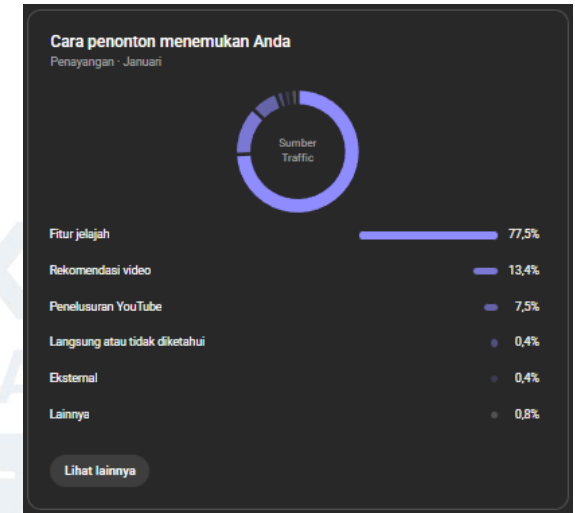 Cara penonton menemukan Anda
Penayangan · Januari
Sumber
Traffic
Fitur jelajah 77,5%
Rekomendasi video 13,4%
Penelusuran YouTube 7,5%
Langsung atau tidak diketahui 0,4%
Eksternal 0,4%
Lainnya 0,8%
Lihat lainnya